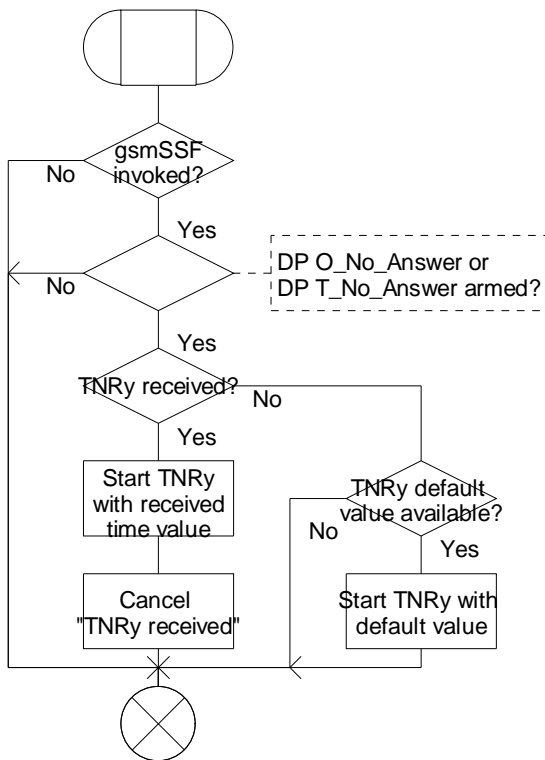 gsmSSF
invoked?
No
Yes
DP O_No_Answer or
DP T_No_Answer armed?
No
Yes
TNRy received?
No
Yes
Start TNRy
with received
time value
TNRy default
value available?
No
Yes
Cancel
"TNRy received"
Start TNRy with
default value